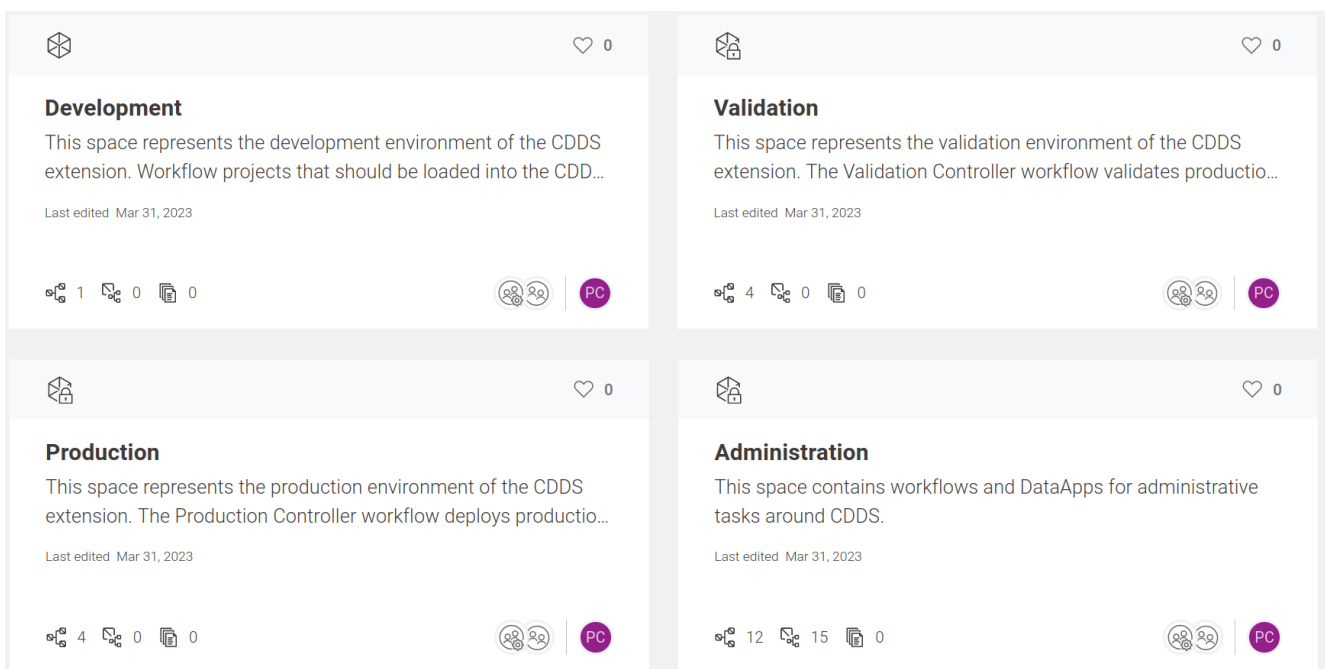 0
Development
This space represents the development environment of the CDDS
extension. Workflow projects that should be loaded into the CDD...
Last edited Mar 31, 2023
1 0 0
PC
0
Validation
This space represents the validation environment of the CDDS
extension. The Validation Controller workflow validates productio...
Last edited Mar 31, 2023
4 0 0
PC
0
Production
This space represents the production environment of the CDDS
extension. The Production Controller workflow deploys productio...
Last edited Mar 31, 2023
4 0 0
PC
0
Administration
This space contains workflows and DataApps for administrative
tasks around CDDS.
Last edited Mar 31, 2023
12 15 0
PC